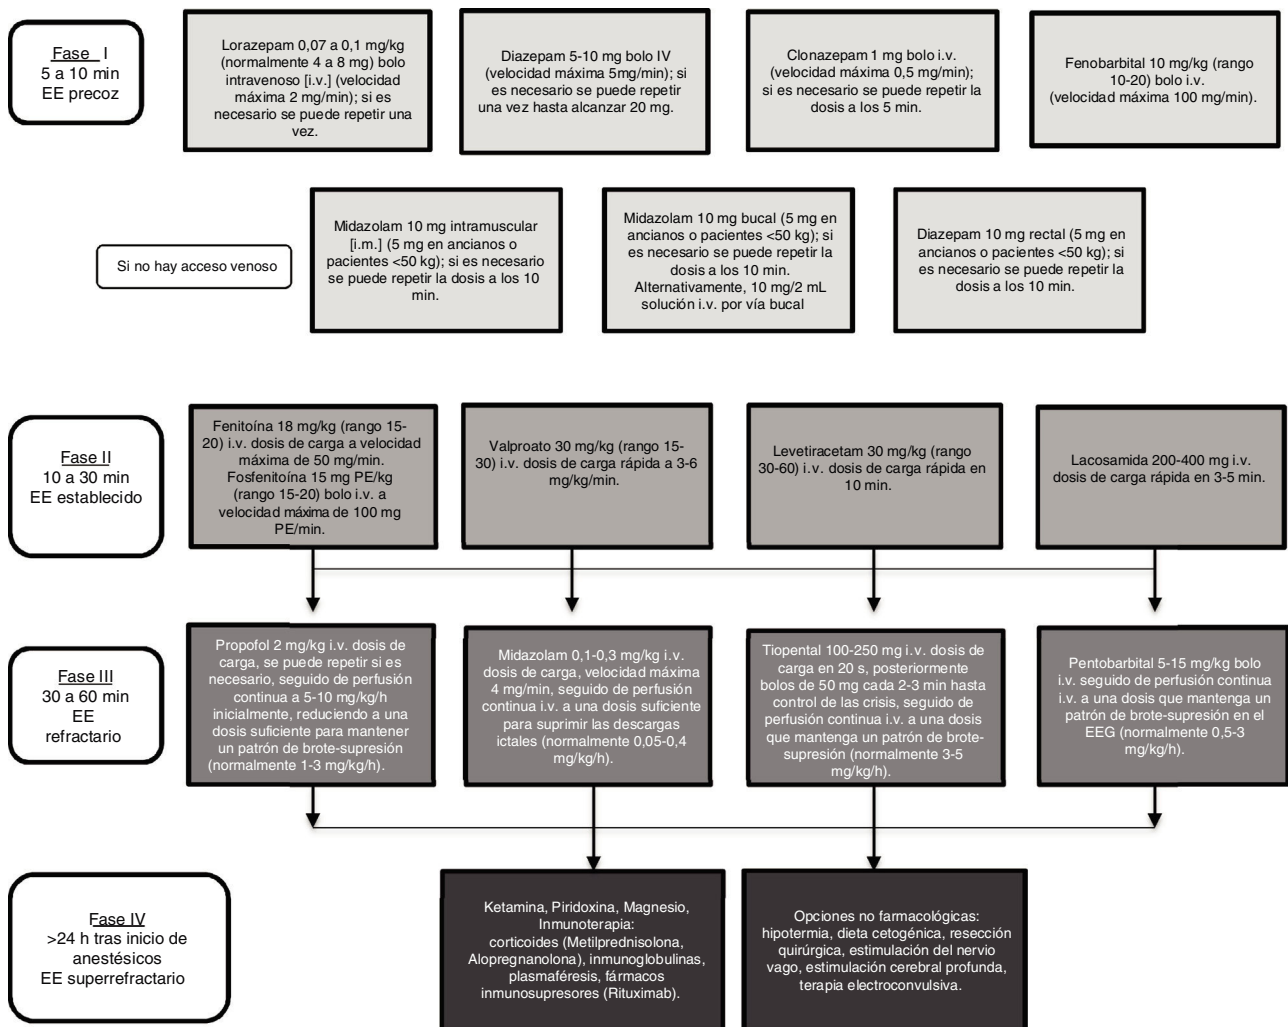 Fase I
5 a 10 min
EE precoz
Lorazepam 0,07 a 0,1 mg/kg
(normalmente 4 a 8 mg) bolo
intravenoso [i.v.] (velocidad
máxima 2 mg/min); si es
necesario se puede repetir una
vez.
Diazepam 5-10 mg bolo IV
(velocidad máxima 5mg/min); si
es necesario se puede repetir
una vez hasta alcanzar 20 mg.
Clonazepam 1 mg bolo i.v.
(velocidad máxima 0,5 mg/min);
si es necesario se puede repetir la
dosis a los 5 min.
Fenobarbital 10 mg/kg (rango
10-20) bolo i.v.
(velocidad máxima 100 mg/min).
Si no hay acceso venoso
Midazolam 10 mg intramuscular
[i.m.] (5 mg en ancianos o
pacientes <50 kg); si es necesario
se puede repetir la dosis a los 10
min.
Midazolam 10 mg bucal (5 mg en
ancianos o pacientes <50 kg); si
es necesario se puede repetir la
dosis a los 10 min.
Alternativamente, 10 mg/2 mL
solución i.v. por vía bucal
Diazepam 10 mg rectal (5 mg en
ancianos o pacientes <50 kg); si
es necesario se puede repetir la
dosis a los 10 min.
Fase II
10 a 30 min
EE establecido
Fenitoína 18 mg/kg (rango 15-
20) i.v. dosis de carga a velocidad
máxima de 50 mg/min.
Fosfenitoína 15 mg PE/kg
(rango 15-20) bolo i.v. a
velocidad máxima de 100 mg
PE/min.
Valproato 30 mg/kg (rango 15-
30) i.v. dosis de carga rápida a 3-6
mg/kg/min.
Levetiracetam 30 mg/kg (rango
30-60) i.v. dosis de carga rápida en
10 min.
Lacosamida 200-400 mg i.v.
dosis de carga rápida en 3-5 min.
Fase III
30 a 60 min
EE
refractario
Propofol 2 mg/kg i.v. dosis de
carga, se puede repetir si es
necesario, seguido de perfusión
continua a 5-10 mg/kg/h
inicialmente, reduciendo a una
dosis suficiente para mantener
un patrón de brote-supresión
(normalmente 1-3 mg/kg/h).
Midazolam 0,1-0,3 mg/kg i.v.
dosis de carga, velocidad máxima
4 mg/min, seguido de perfusión
continua i.v. a una dosis suficiente
para suprimir las descargas
ictales (normalmente 0,05-0,4
mg/kg/h).
Tiopental 100-250 mg i.v. dosis de
carga en 20 s, posteriormente
bolos de 50 mg cada 2-3 min hasta
control de las crisis, seguido de
perfusión continua i.v. a una dosis
que mantenga un patrón de brote-
supresión (normalmente 3-5
mg/kg/h).
Pentobarbital 5-15 mg/kg bolo
i.v. seguido de perfusión continua
i.v. a una dosis que mantenga un
patrón de brote-supresión en el
EEG (normalmente 0,5-3
mg/kg/h).
Fase IV
>24 h tras inicio de
anestésicos
EE superrefractario
Ketamina, Piridoxina, Magnesio,
Inmunoterapia:
corticoides (Metilprednisolona,
Alopregnanolona), inmunoglobulinas,
plasmaféresis, fármacos
inmunosupresores (Rituximab).
Opciones no farmacológicas:
hipotermia, dieta cetogénica, resección
quirúrgica, estimulación del nervio
vago, estimulación cerebral profunda,
terapia electroconvulsiva.